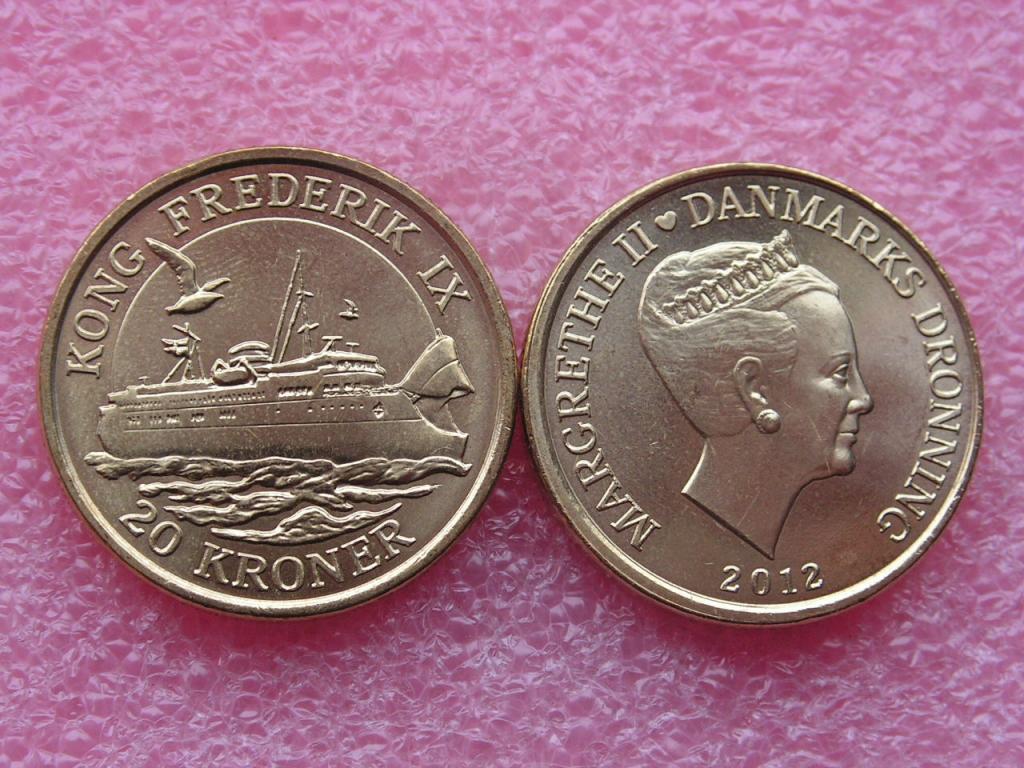 KONG FREDERIK IX
20 KRONER
MARGRETHE II ♥ DANMARKS DRONNING
2012